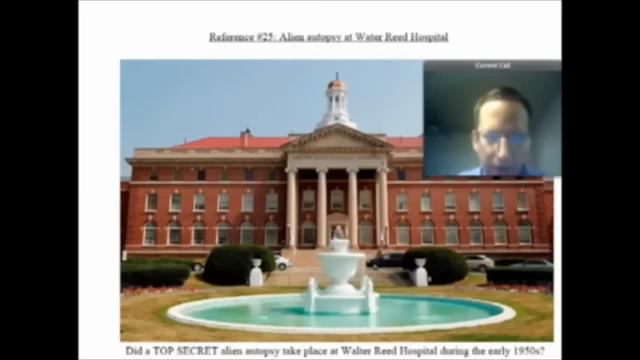 Reference #25: Alien autopsy at Water Reed Hospital
Current Call
Did a TOP SECRET alien autopsy take place at Walter Reed Hospital during the early 1950s?